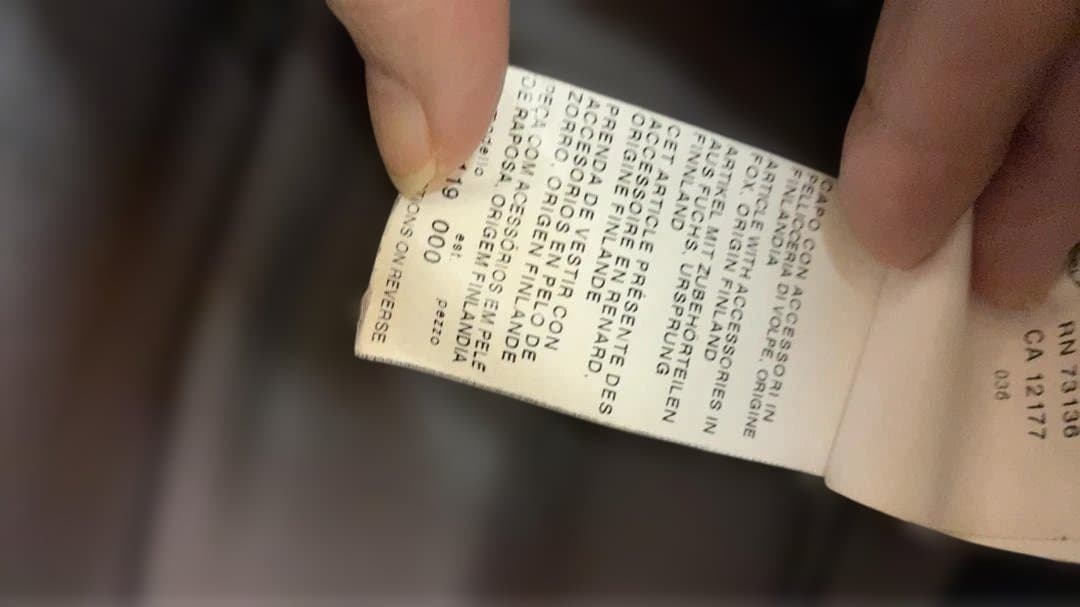 CAPO CON ACCESSORI IN
PELLICCERIA DI VOLPE, ORIGINE
FINLANDIA
ARTICLE WITH ACCESSORIES IN
FOX, ORIGIN FINLAND
ARTIKEL MIT ZUBEHÖRTEILEN
AUS FUCHS, URSPRUNG
FINNLAND
CET ARTICLE PRÉSENTE DES
ACCESSOIRE EN RENARD,
ORIGINE FINLANDE
PRENDA DE VESTIR CON
ACCESORIOS EN PIELO DE
ZORRO, ORIGEN FINLANDE
PEÇA COM ACESSÓRIOS EM PELE
DE RAPOSA, ORIGEM FINLANDIA
est. pezzo
19 000
ON REVERSE
RN 73136
CA 12177
036